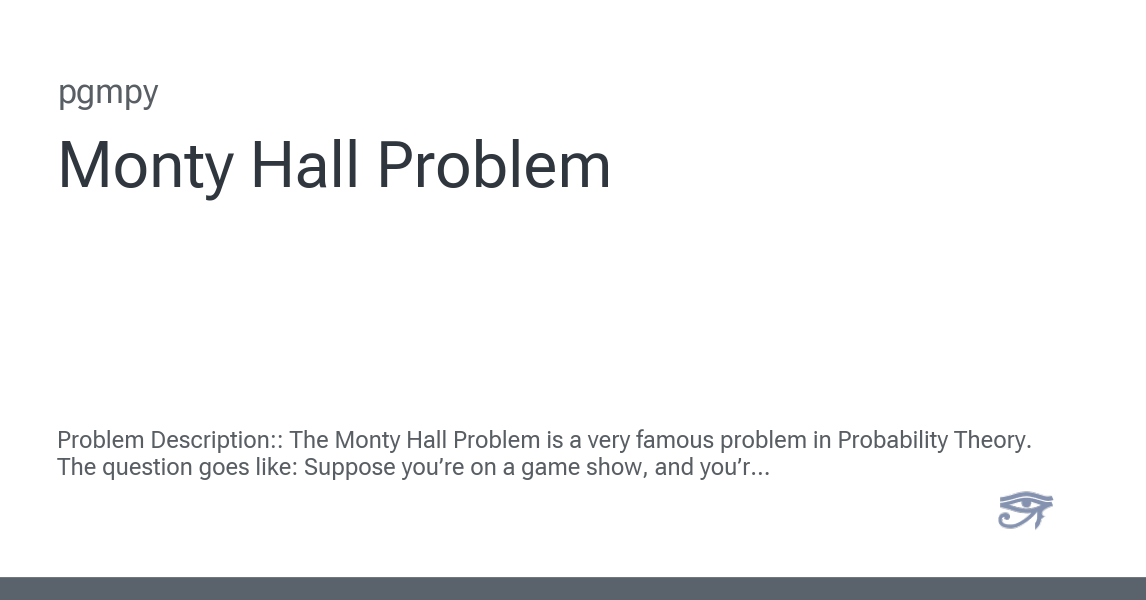 pgmpy
Monty Hall Problem
Problem Description:: The Monty Hall Problem is a very famous problem in Probability Theory.
The question goes like: Suppose you’re on a game show, and you’r...